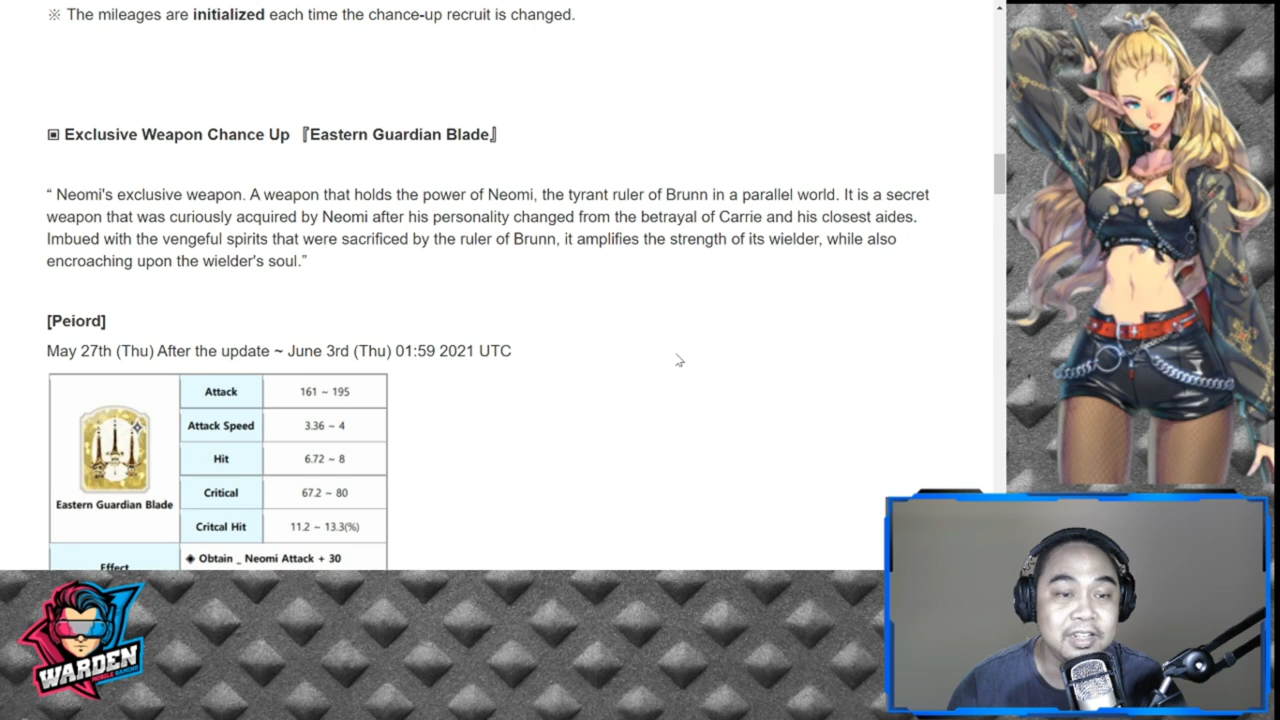 ※ The mileages are initialized each time the chance-up recruit is changed.
▣ Exclusive Weapon Chance Up 『Eastern Guardian Blade』
“ Neomi's exclusive weapon. A weapon that holds the power of Neomi, the tyrant ruler of Brunn in a parallel world. It is a secret
weapon that was curiously acquired by Neomi after his personality changed from the betrayal of Carrie and his closest aides.
Imbued with the vengeful spirits that were sacrificed by the ruler of Brunn, it amplifies the strength of its wielder, while also
encroaching upon the wielder's soul.”
[Peiord]
May 27th (Thu) After the update ~ June 3rd (Thu) 01:59 2021 UTC
Attack 161 ~ 195
Attack Speed 3.36 ~ 4
Hit 6.72 ~ 8
Critical 67.2 ~ 80
Eastern Guardian Blade
Critcal Hit 11.2 ~ 13.3(%)
Effect ◈ Obtain _ Neomi Attack + 30
WARDEN
MOBILE GAMING